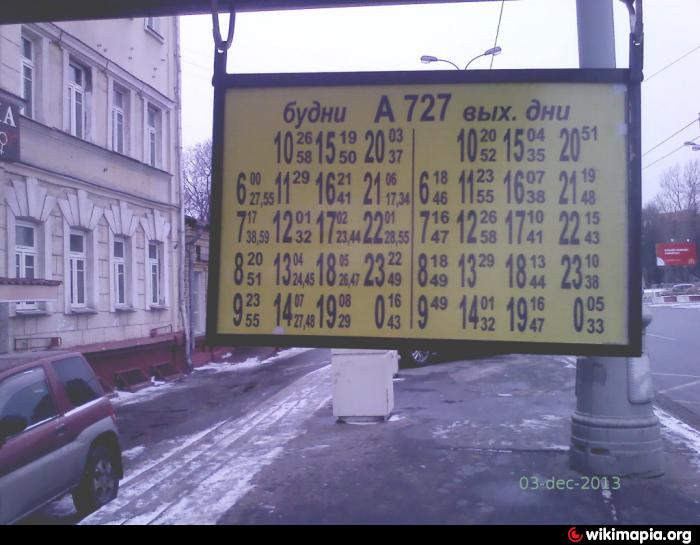 будни А 727 вых. дни
10 26 58 15 19 50 20 03 37 10 20 52 15 04 35 20 51
6 00 27,55 11 29 16 21 41 21 06 17,34 6 18 46 11 23 55 16 07 38 21 19 48
7 17 38,59 12 01 32 17 02 23,44 22 01 28,55 7 16 47 12 26 58 17 10 41 22 15 43
8 20 51 13 04 24,45 18 05 26,47 23 22 49 8 18 49 13 29 18 13 44 23 10 38
9 23 55 14 07 27,48 19 08 29 0 16 43 9 49 14 01 32 19 16 47 0 05 33
03-dec-2013
wikimapia.org